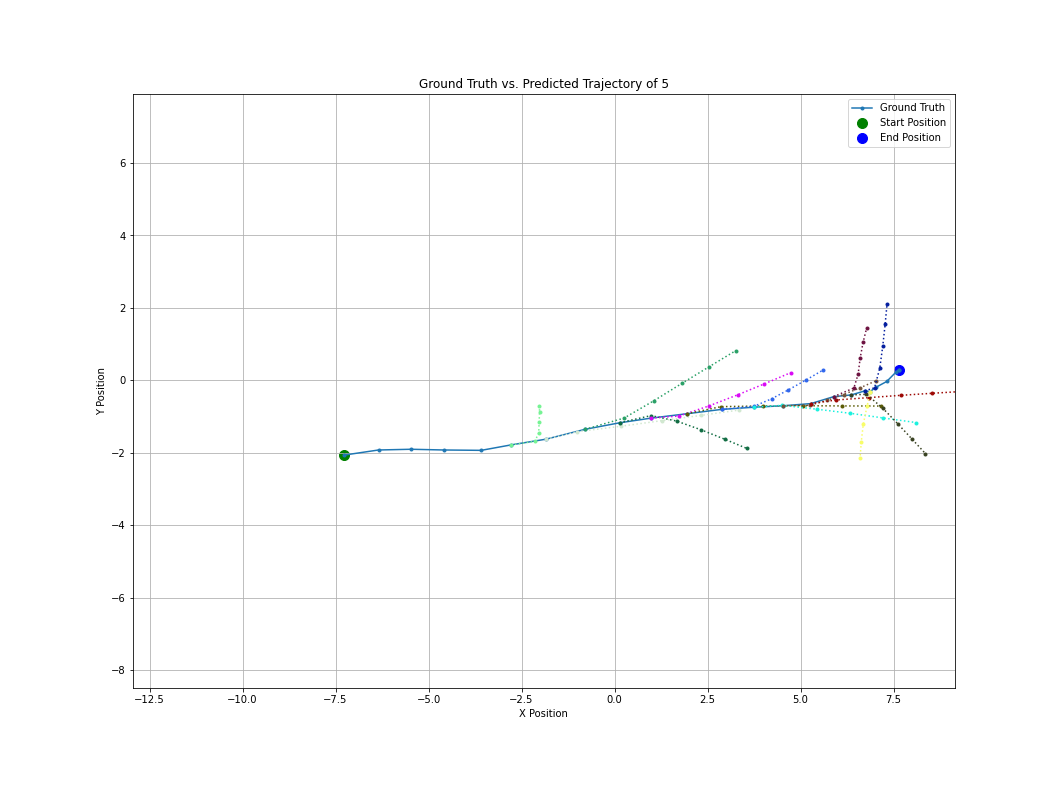 Ground Truth vs. Predicted Trajectory of 5
Ground Truth
Start Position
End Position
6
4
2
0
−2
−4
−6
−8
Y Position
−12.5 −10.0 −7.5 −5.0 −2.5 0.0 2.5 5.0 7.5
X Position